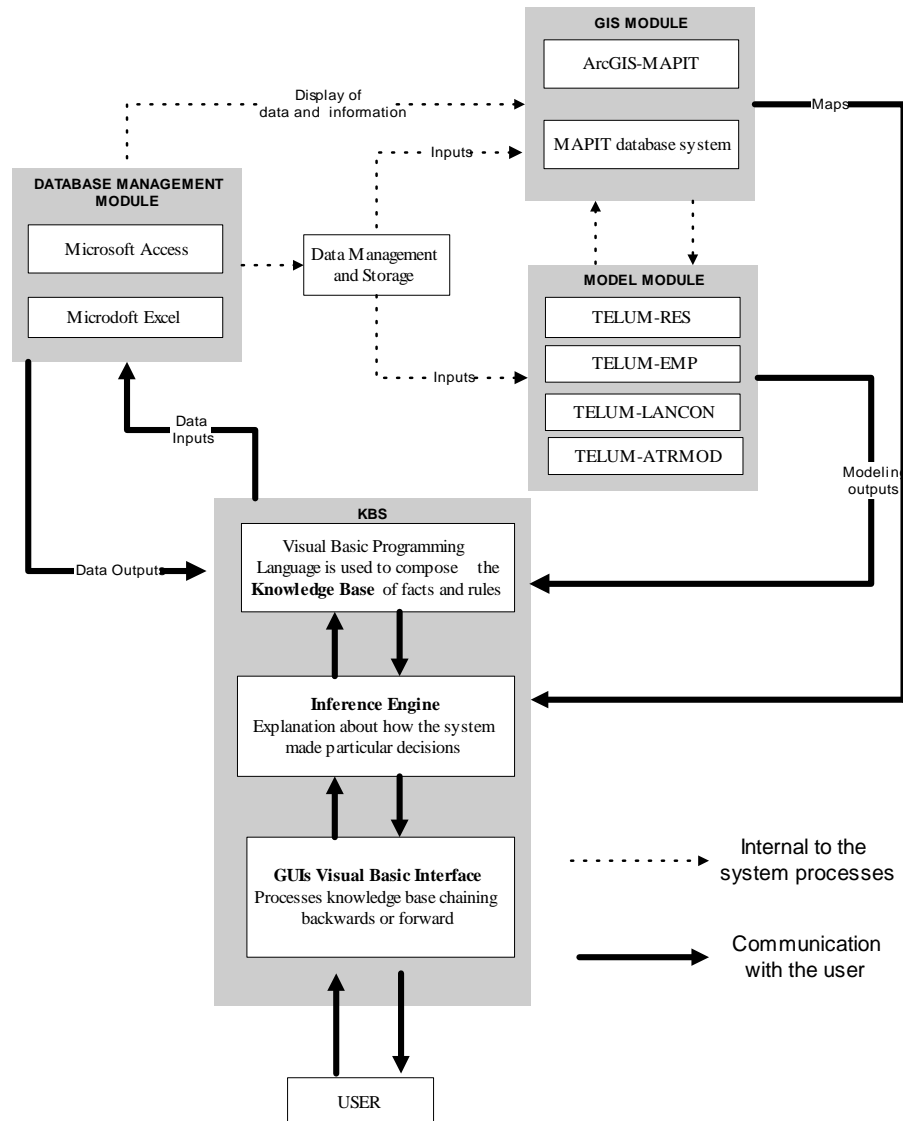 GIS MODULE
ArcGIS-MAPIT
MAPIT database system
Display of
data and information
Maps
Inputs
DATABASE MANAGEMENT
MODULE
Microsoft Access
Microdoft Excel
Data Management
and Storage
MODEL MODULE
TELUM-RES
TELUM-EMP
TELUM-LANCON
TELUM-ATRMOD
Inputs
Data
Inputs
Modeling
outputs
Data Outputs
KBS
Visual Basic Programming
Language is used to compose the
Knowledge Base of facts and rules
Inference Engine
Explanation about how the system
made particular decisions
GUIs Visual Basic Interface
Processes knowledge base chaining
backwards or forward
Internal to the
system processes
Communication
with the user
USER